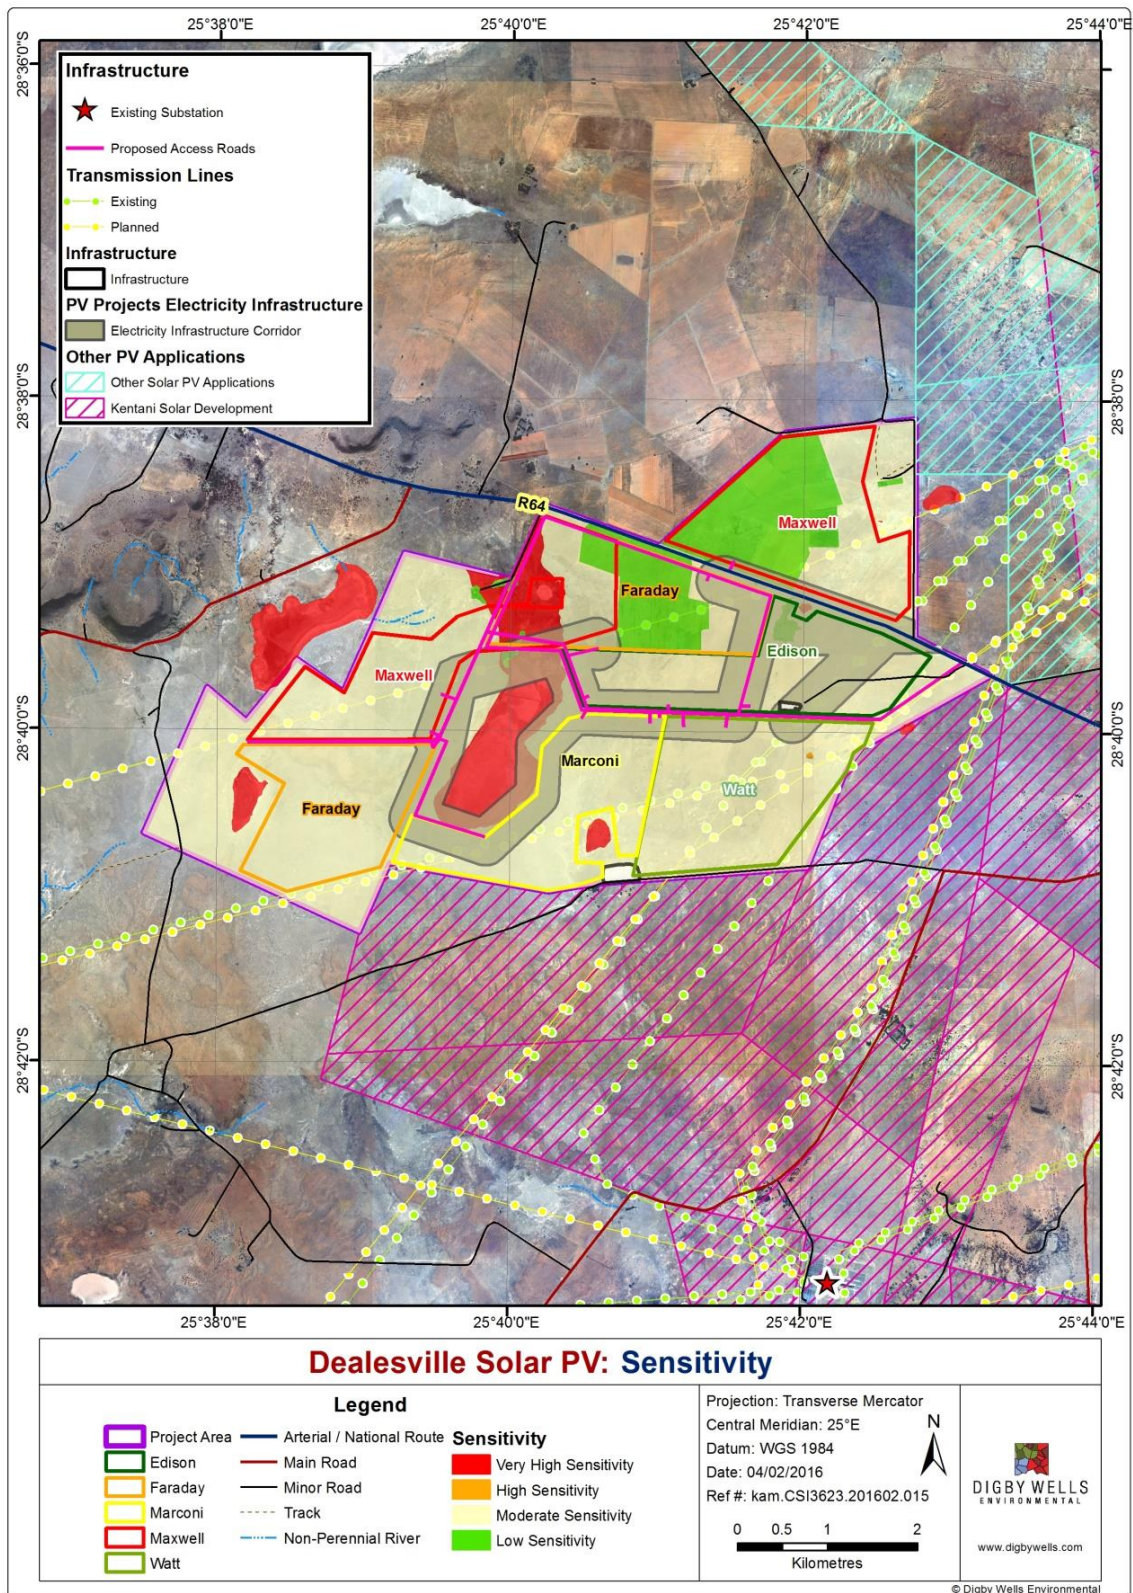 25°38'0"E
25°40'0"E
25°42'0"E
25°44'0"E
28°36'0"S
28°38'0"S
28°38'0"S
28°40'0"S
28°40'0"S
28°42'0"S
28°42'0"S
Infrastructure
Existing Substation
Proposed Access Roads
Transmission Lines
Existing
Planned
Infrastructure
Infrastructure
PV Projects Electricity Infrastructure
Electricity Infrastructure Corridor
Other PV Applications
Other Solar PV Applications
Kentani Solar Development
R64
Maxwell
Faraday
Edison
Maxwell
Marconi
Watt
Faraday
25°38'0"E
25°40'0"E
25°42'0"E
25°44'0"E
Dealesville Solar PV: Sensitivity
Legend
Project Area
Edison
Faraday
Marconi
Maxwell
Watt
Arterial / National Route
Main Road
Minor Road
Track
Non-Perennial River
Sensitivity
Very High Sensitivity
High Sensitivity
Moderate Sensitivity
Low Sensitivity
Projection: Transverse Mercator
Central Meridian: 25°E
Datum: WGS 1984
Date: 04/02/2016
Ref #: kam.CSI3623.201602.015
N
0 0.5 1 2
Kilometres
DIGBY WELLS
ENVIRONMENTAL
www.digbywells.com
© Digby Wells Environmental